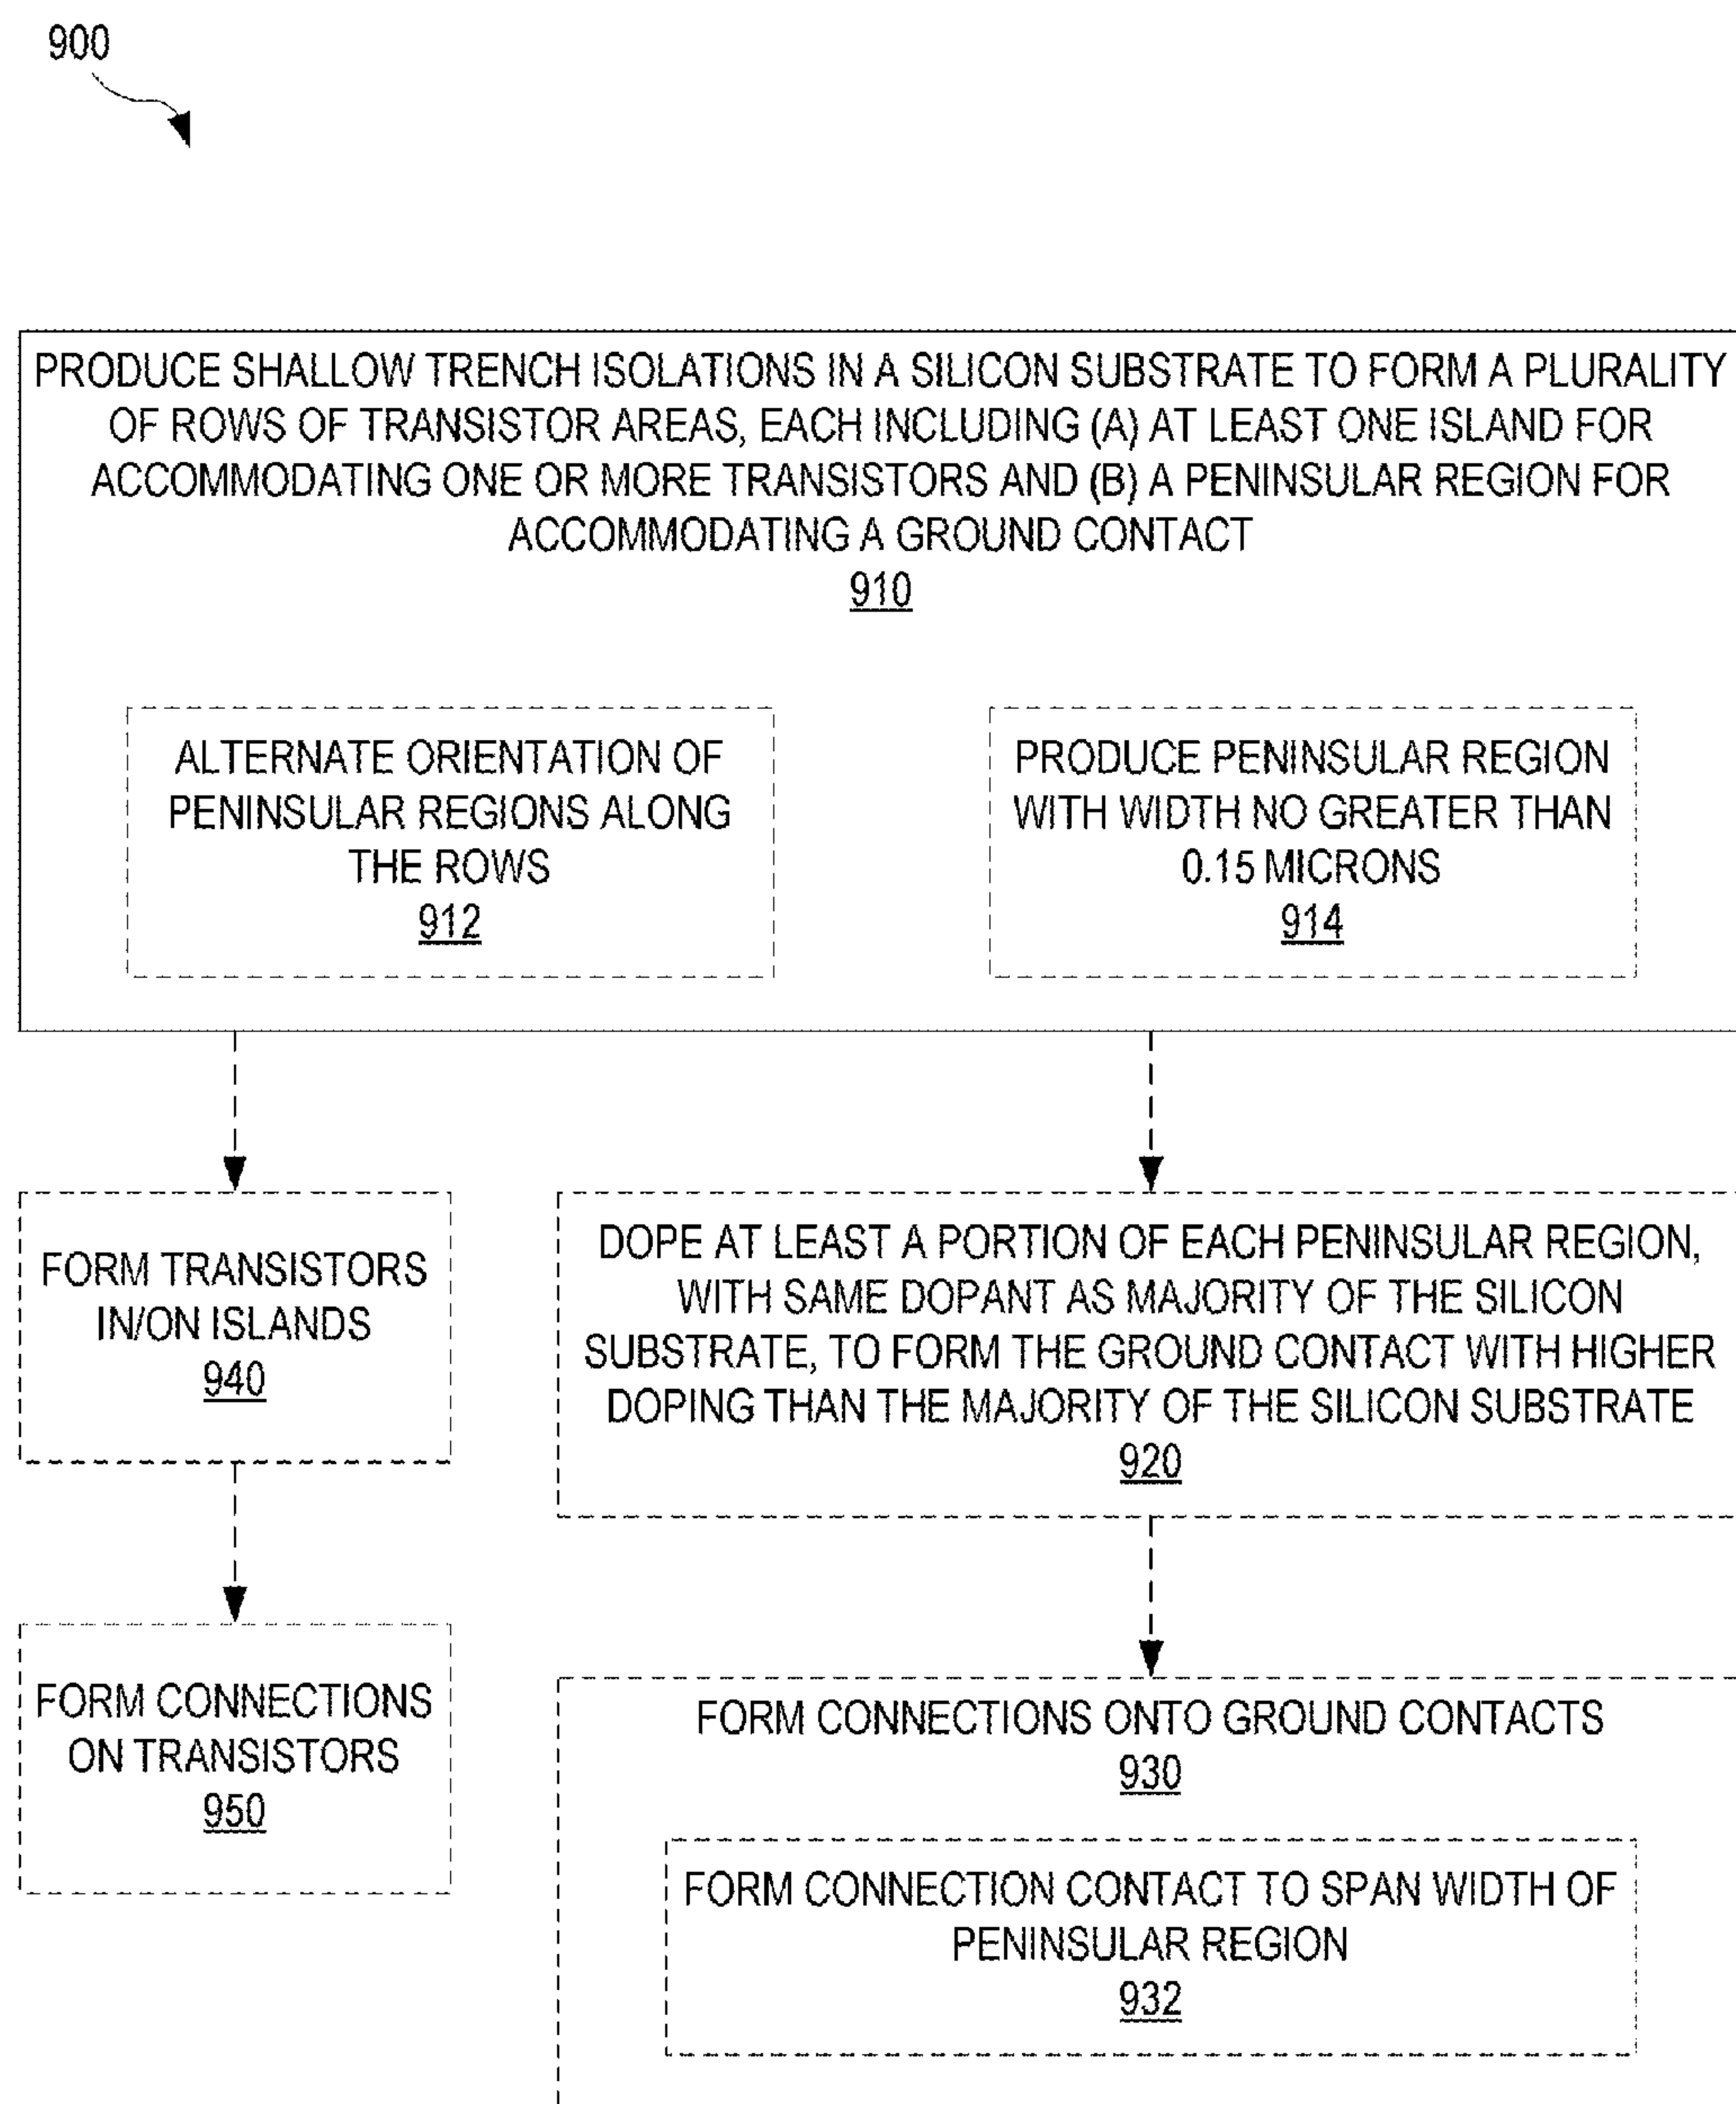 900
PRODUCE SHALLOW TRENCH ISOLATIONS IN A SILICON SUBSTRATE TO FORM A PLURALITY
OF ROWS OF TRANSISTOR AREAS, EACH INCLUDING (A) AT LEAST ONE ISLAND FOR
ACCOMMODATING ONE OR MORE TRANSISTORS AND (B) A PENINSULAR REGION FOR
ACCOMMODATING A GROUND CONTACT
910
ALTERNATE ORIENTATION OF
PENINSULAR REGIONS ALONG
THE ROWS
912
PRODUCE PENINSULAR REGION
WITH WIDTH NO GREATER THAN
0.15 MICRONS
914
FORM TRANSISTORS
IN/ON ISLANDS
940
DOPE AT LEAST A PORTION OF EACH PENINSULAR REGION,
WITH SAME DOPANT AS MAJORITY OF THE SILICON
SUBSTRATE, TO FORM THE GROUND CONTACT WITH HIGHER
DOPING THAN THE MAJORITY OF THE SILICON SUBSTRATE
920
FORM CONNECTIONS
ON TRANSISTORS
950
FORM CONNECTIONS ONTO GROUND CONTACTS
930
FORM CONNECTION CONTACT TO SPAN WIDTH OF
PENINSULAR REGION
932